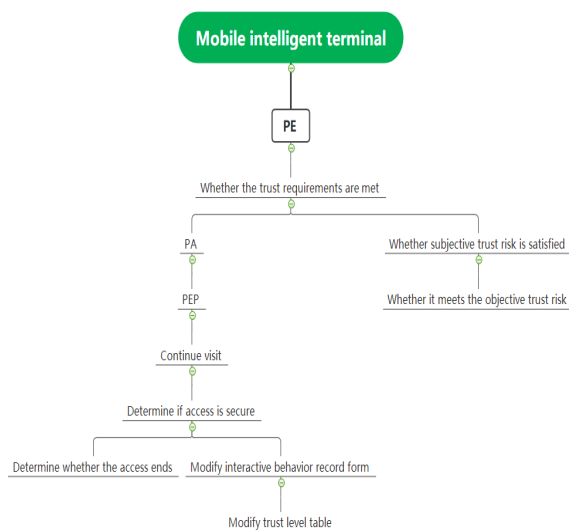 Mobile intelligent terminal
PE
Whether the trust requirements are met
PA
Whether subjective trust risk is satisfied
PEP
Whether it meets the objective trust risk
Continue visit
Determine if access is secure
Determine whether the access ends
Modify interactive behavior record form
Modify trust level table